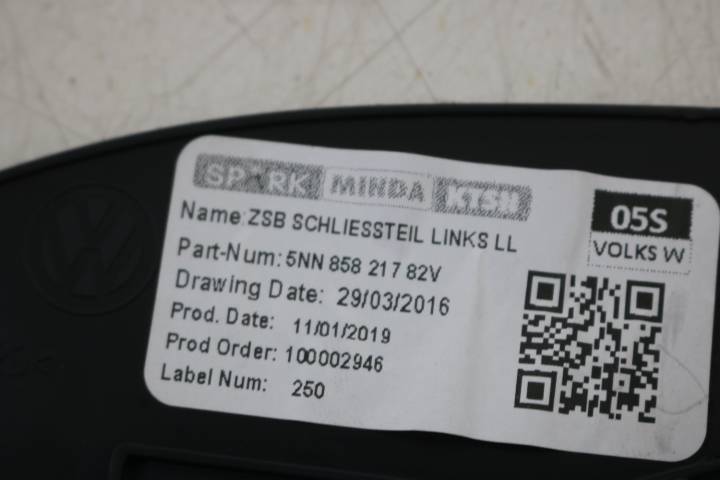 SPARK MINDA KTSN
05S
VOLKS W
Name: ZSB SCHLIESSTEIL LINKS LL
Part-Num: 5NN 858 217 82V
Drawing Date: 29/03/2016
Prod. Date: 11/01/2019
Prod Order: 100002946
Label Num: 250